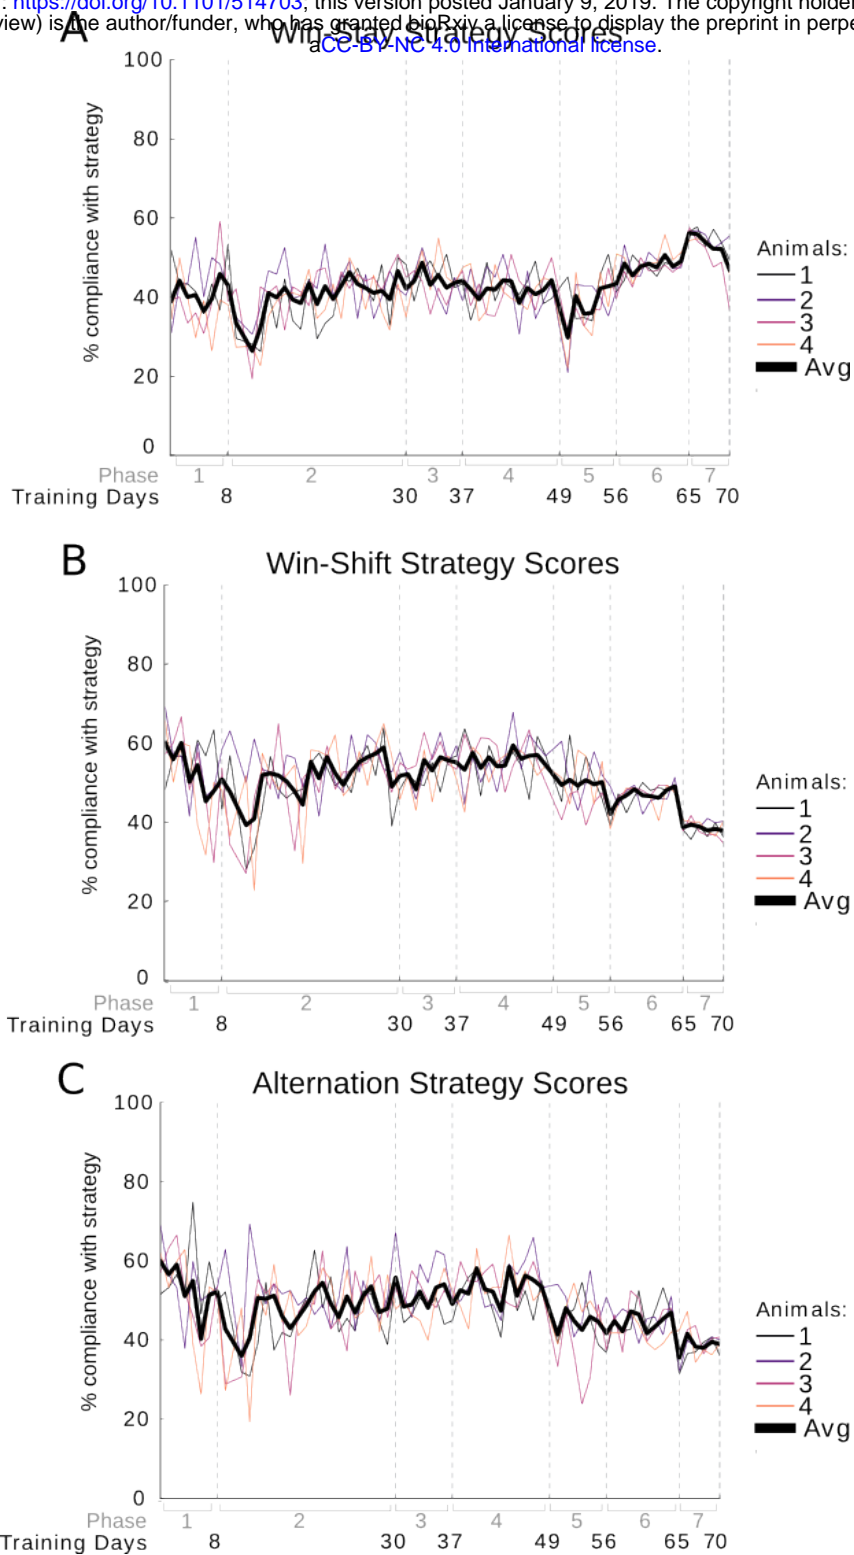 : https://doi.org/10.1101/514703; this version posted January 9, 2019. The copyright holder
view) is the author/funder, who has granted bioRxiv a license to display the preprint in perpe
aCC-BY-NC 4.0 International license.
A
Win-Stay Strategy Scores
100
80
60
40
20
0
% compliance with strategy
Animals:
1
2
3
4
Avg
Phase 1 2 3 4 5 6 7
Training Days 8 30 37 49 56 65 70
B
Win-Shift Strategy Scores
100
80
60
40
20
0
% compliance with strategy
Animals:
1
2
3
4
Avg
Phase 1 2 3 4 5 6 7
Training Days 8 30 37 49 56 65 70
C
Alternation Strategy Scores
100
80
60
40
20
0
% compliance with strategy
Animals:
1
2
3
4
Avg
Phase 1 2 3 4 5 6 7
Training Days 8 30 37 49 56 65 70